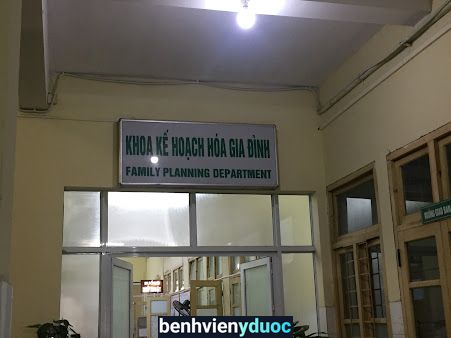 KHOA KẾ HOẠCH HÓA GIA ĐÌNH
FAMILY PLANNING DEPARTMENT
benhvienyduoc